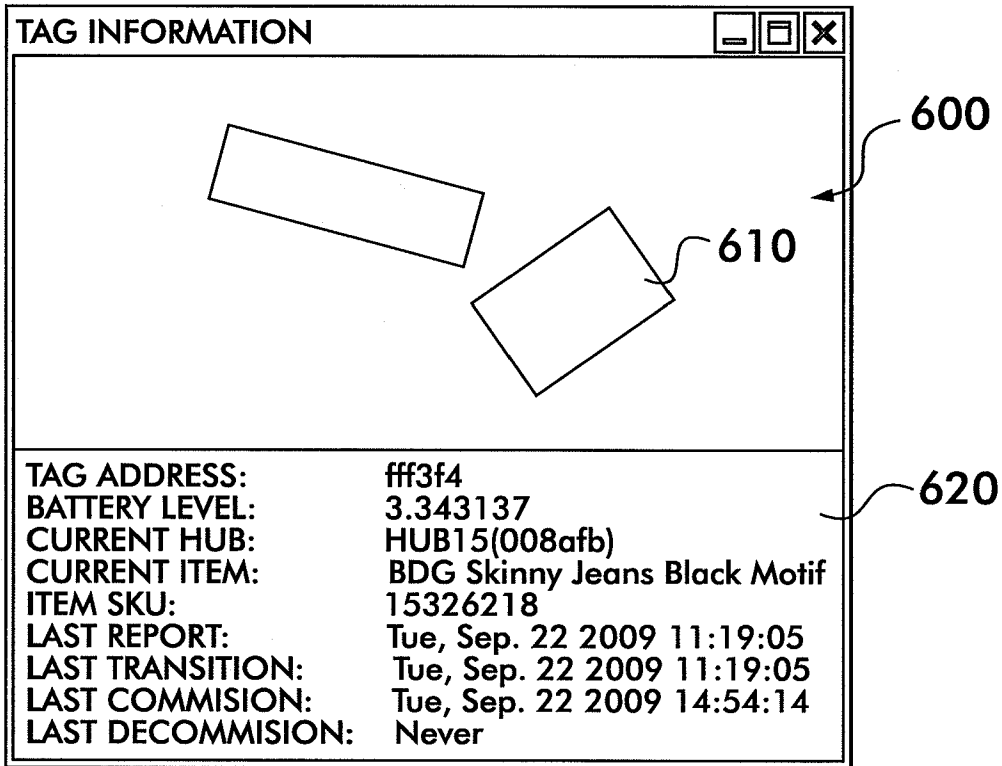 TAG INFORMATION
600
610
TAG ADDRESS: fff3f4
BATTERY LEVEL: 3.343137
620
CURRENT HUB: HUB15(008afb)
CURRENT ITEM: BDG Skinny Jeans Black Motif
ITEM SKU: 15326218
LAST REPORT: Tue, Sep. 22 2009 11:19:05
LAST TRANSITION: Tue, Sep. 22 2009 11:19:05
LAST COMMISION: Tue, Sep. 22 2009 14:54:14
LAST DECOMMISION: Never